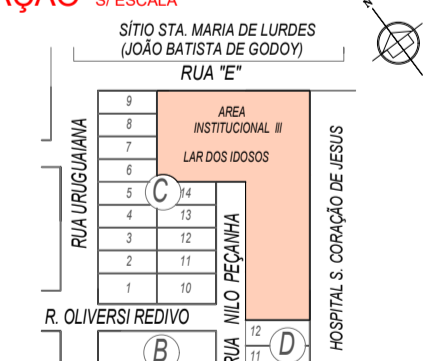 AÇÃO S/ ESCALA
N
SÍTIO STA. MARIA DE LURDES
(JOÃO BATISTA DE GODOY)
RUA "E"
RUA URUGUAIANA
9
8
7
6
5
4
3
2
1
C
14
13
12
11
10
AREA
INSTITUCIONAL III
LAR DOS IDOSOS
RUA NILO PEÇANHA
HOSPITAL S. CORAÇÃO DE JESUS
R. OLIVERSI REDIVO
B
12
11
D